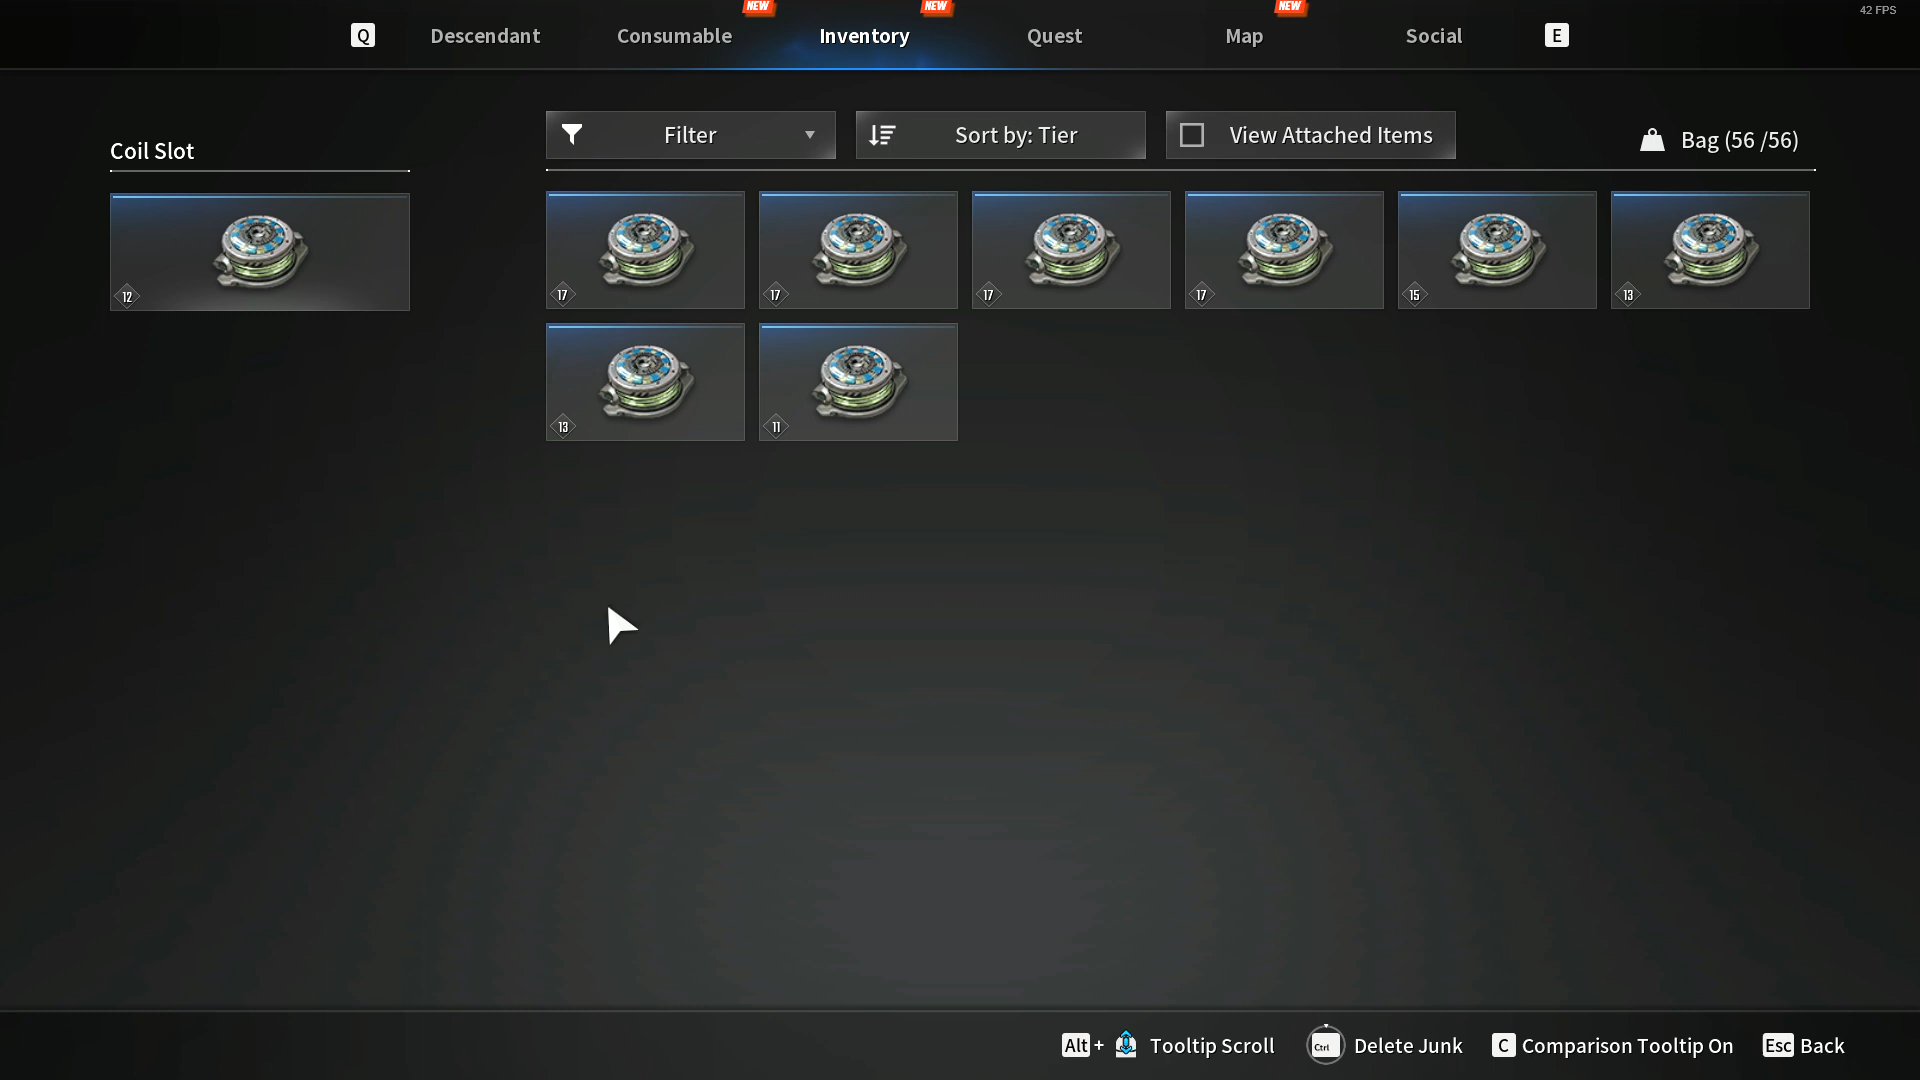 NEW NEW NEW 42 FPS
Q Descendant Consumable Inventory Quest Map Social E
Filter Sort by: Tier View Attached Items Bag (56 /56)
Coil Slot
12 17 17 17 17 15 13
13 11
Alt + Tooltip Scroll Ctrl Delete Junk C Comparison Tooltip On Esc Back